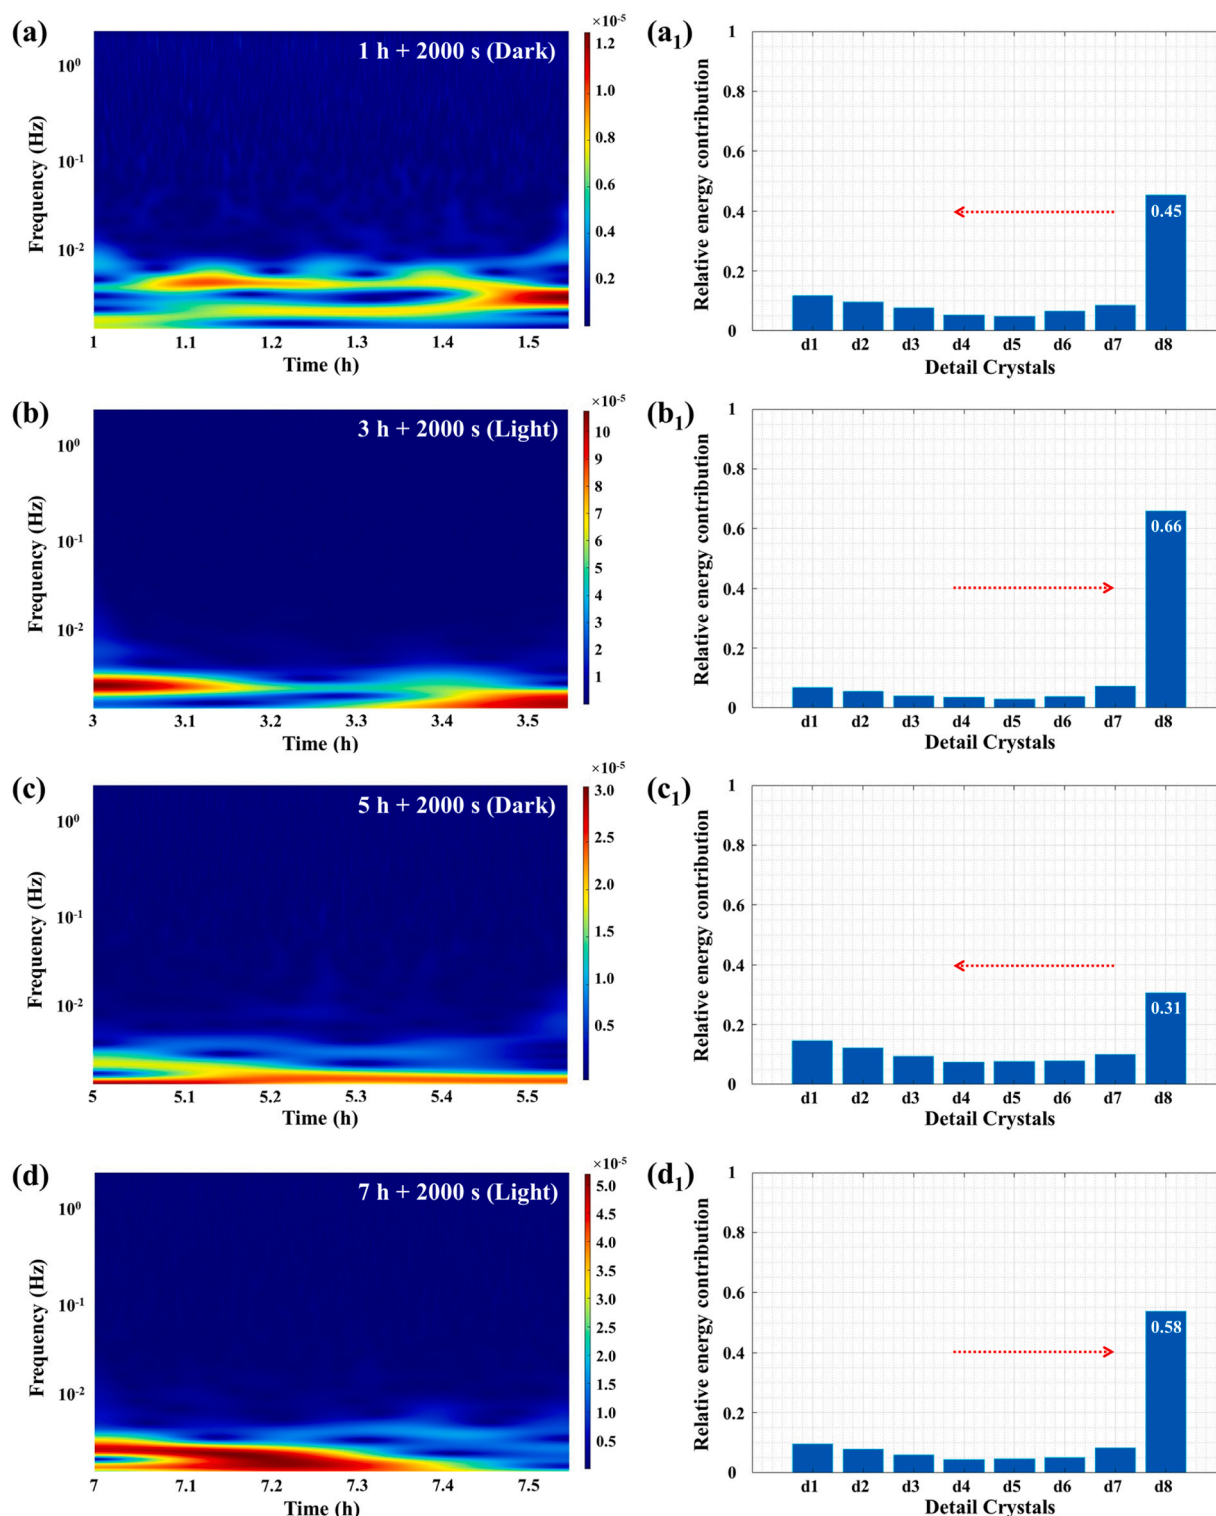 (a)
1 h + 2000 s (Dark)
×10-5
1.2
1.0
0.8
0.6
0.4
0.2
10⁰
10-1
10-2
Frequency (Hz)
1 1.1 1.2 1.3 1.4 1.5
Time (h)
(a1)
Relative energy contribution
1
0.8
0.6
0.4
0.2
0
0.45
d1 d2 d3 d4 d5 d6 d7 d8
Detail Crystals
(b)
3 h + 2000 s (Light)
×10-5
10
9
8
7
6
5
4
3
2
1
10⁰
10-1
10-2
Frequency (Hz)
3 3.1 3.2 3.3 3.4 3.5
Time (h)
(b1)
Relative energy contribution
1
0.8
0.6
0.4
0.2
0
0.66
d1 d2 d3 d4 d5 d6 d7 d8
Detail Crystals
(c)
5 h + 2000 s (Dark)
×10-5
3.0
2.5
2.0
1.5
1.0
0.5
10⁰
10-1
10-2
Frequency (Hz)
5 5.1 5.2 5.3 5.4 5.5
Time (h)
(c1)
Relative energy contribution
1
0.8
0.6
0.4
0.2
0
0.31
d1 d2 d3 d4 d5 d6 d7 d8
Detail Crystals
(d)
7 h + 2000 s (Light)
×10-5
5.0
4.5
4.0
3.5
3.0
2.5
2.0
1.5
1.0
0.5
10⁰
10-1
10-2
Frequency (Hz)
7 7.1 7.2 7.3 7.4 7.5
Time (h)
(d1)
Relative energy contribution
1
0.8
0.6
0.4
0.2
0
0.58
d1 d2 d3 d4 d5 d6 d7 d8
Detail Crystals